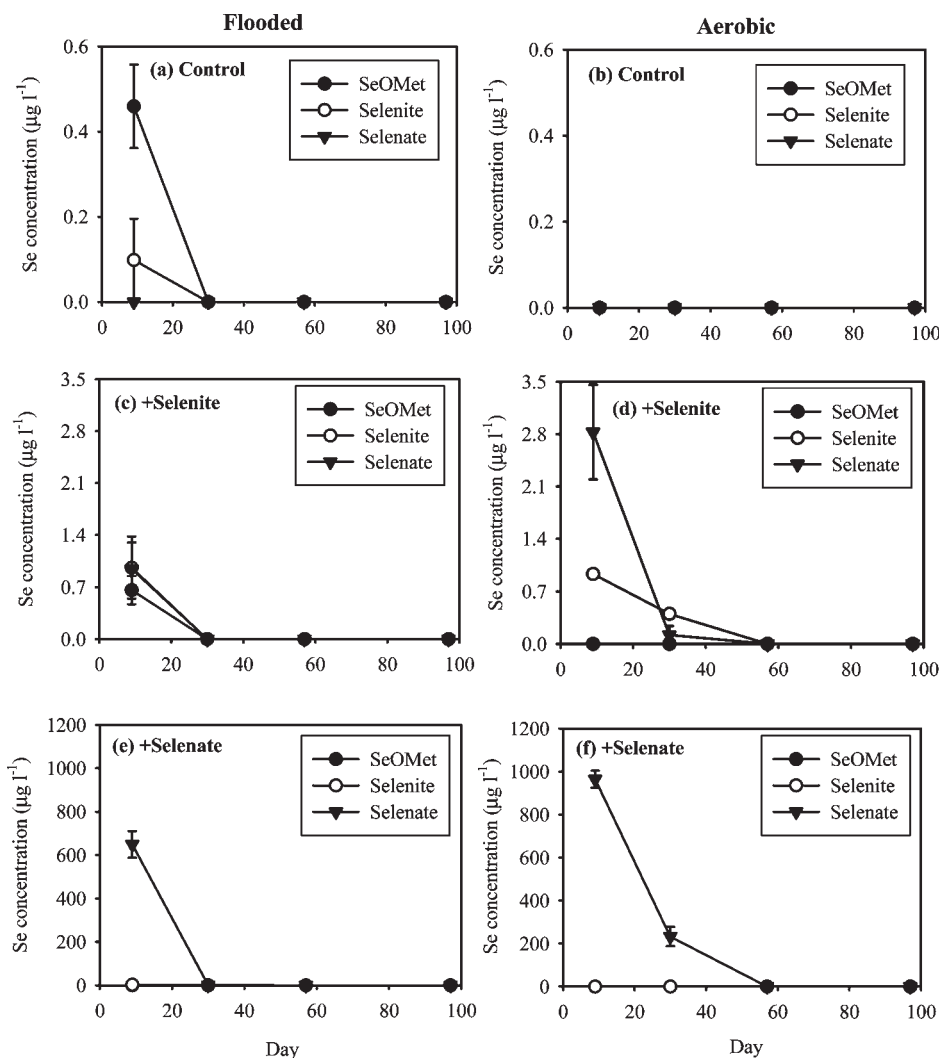 Flooded
Aerobic
(a) Control
SeOMet
Selenite
Selenate
Se concentration (µg l⁻¹)
0.6
0.4
0.2
0.0
0 20 40 60 80 100
(b) Control
SeOMet
Selenite
Selenate
Se concentration (µg l⁻¹)
0.6
0.5
0.4
0.3
0.2
0.1
0.0
0 20 40 60 80 100
(c) +Selenite
SeOMet
Selenite
Selenate
Se concentration (µg l⁻¹)
3.5
2.8
2.1
1.4
0.7
0.0
0 20 40 60 80 100
(d) +Selenite
SeOMet
Selenite
Selenate
Se concentration (µg l⁻¹)
3.5
2.8
2.1
1.4
0.7
0.0
0 20 40 60 80 100
(e) +Selenate
SeOMet
Selenite
Selenate
Se concentration (µg l⁻¹)
1200
1000
800
600
400
200
0
0 20 40 60 80 100
Day
(f) +Selenate
SeOMet
Selenite
Selenate
Se concentration (µg l⁻¹)
1200
1000
800
600
400
200
0
0 20 40 60 80 100
Day